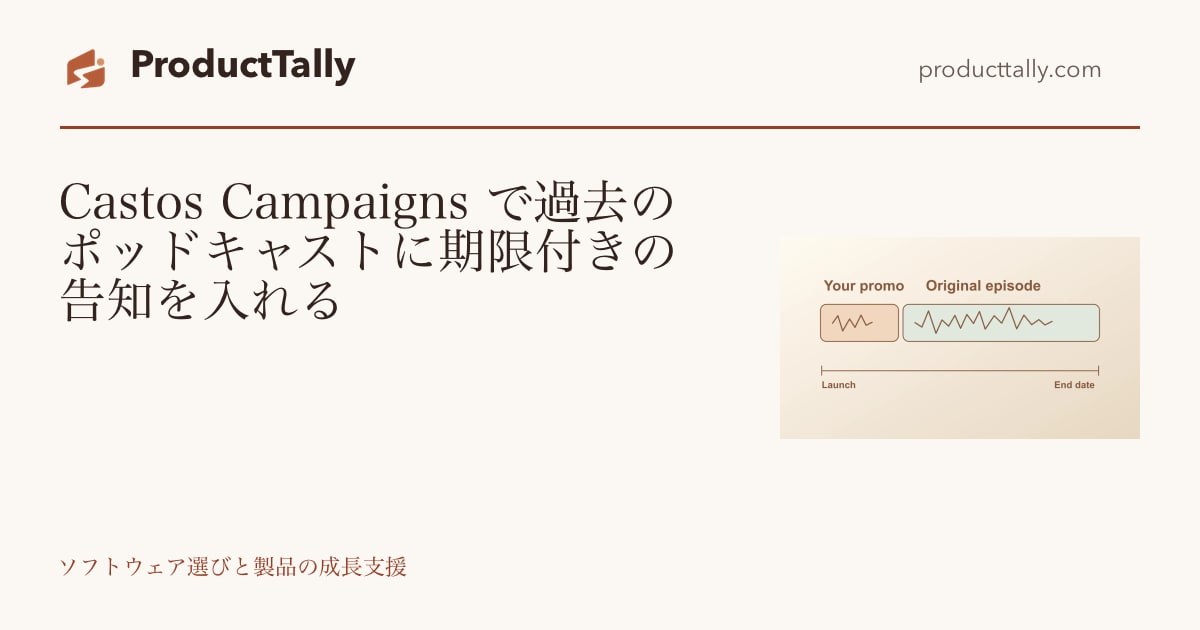 ProductTally
producttally.com
Castos Campaigns で過去の
ポッドキャストに期限付きの
告知を入れる
Your promo
Original episode
Launch
End date
ソフトウェア選びと製品の成長支援